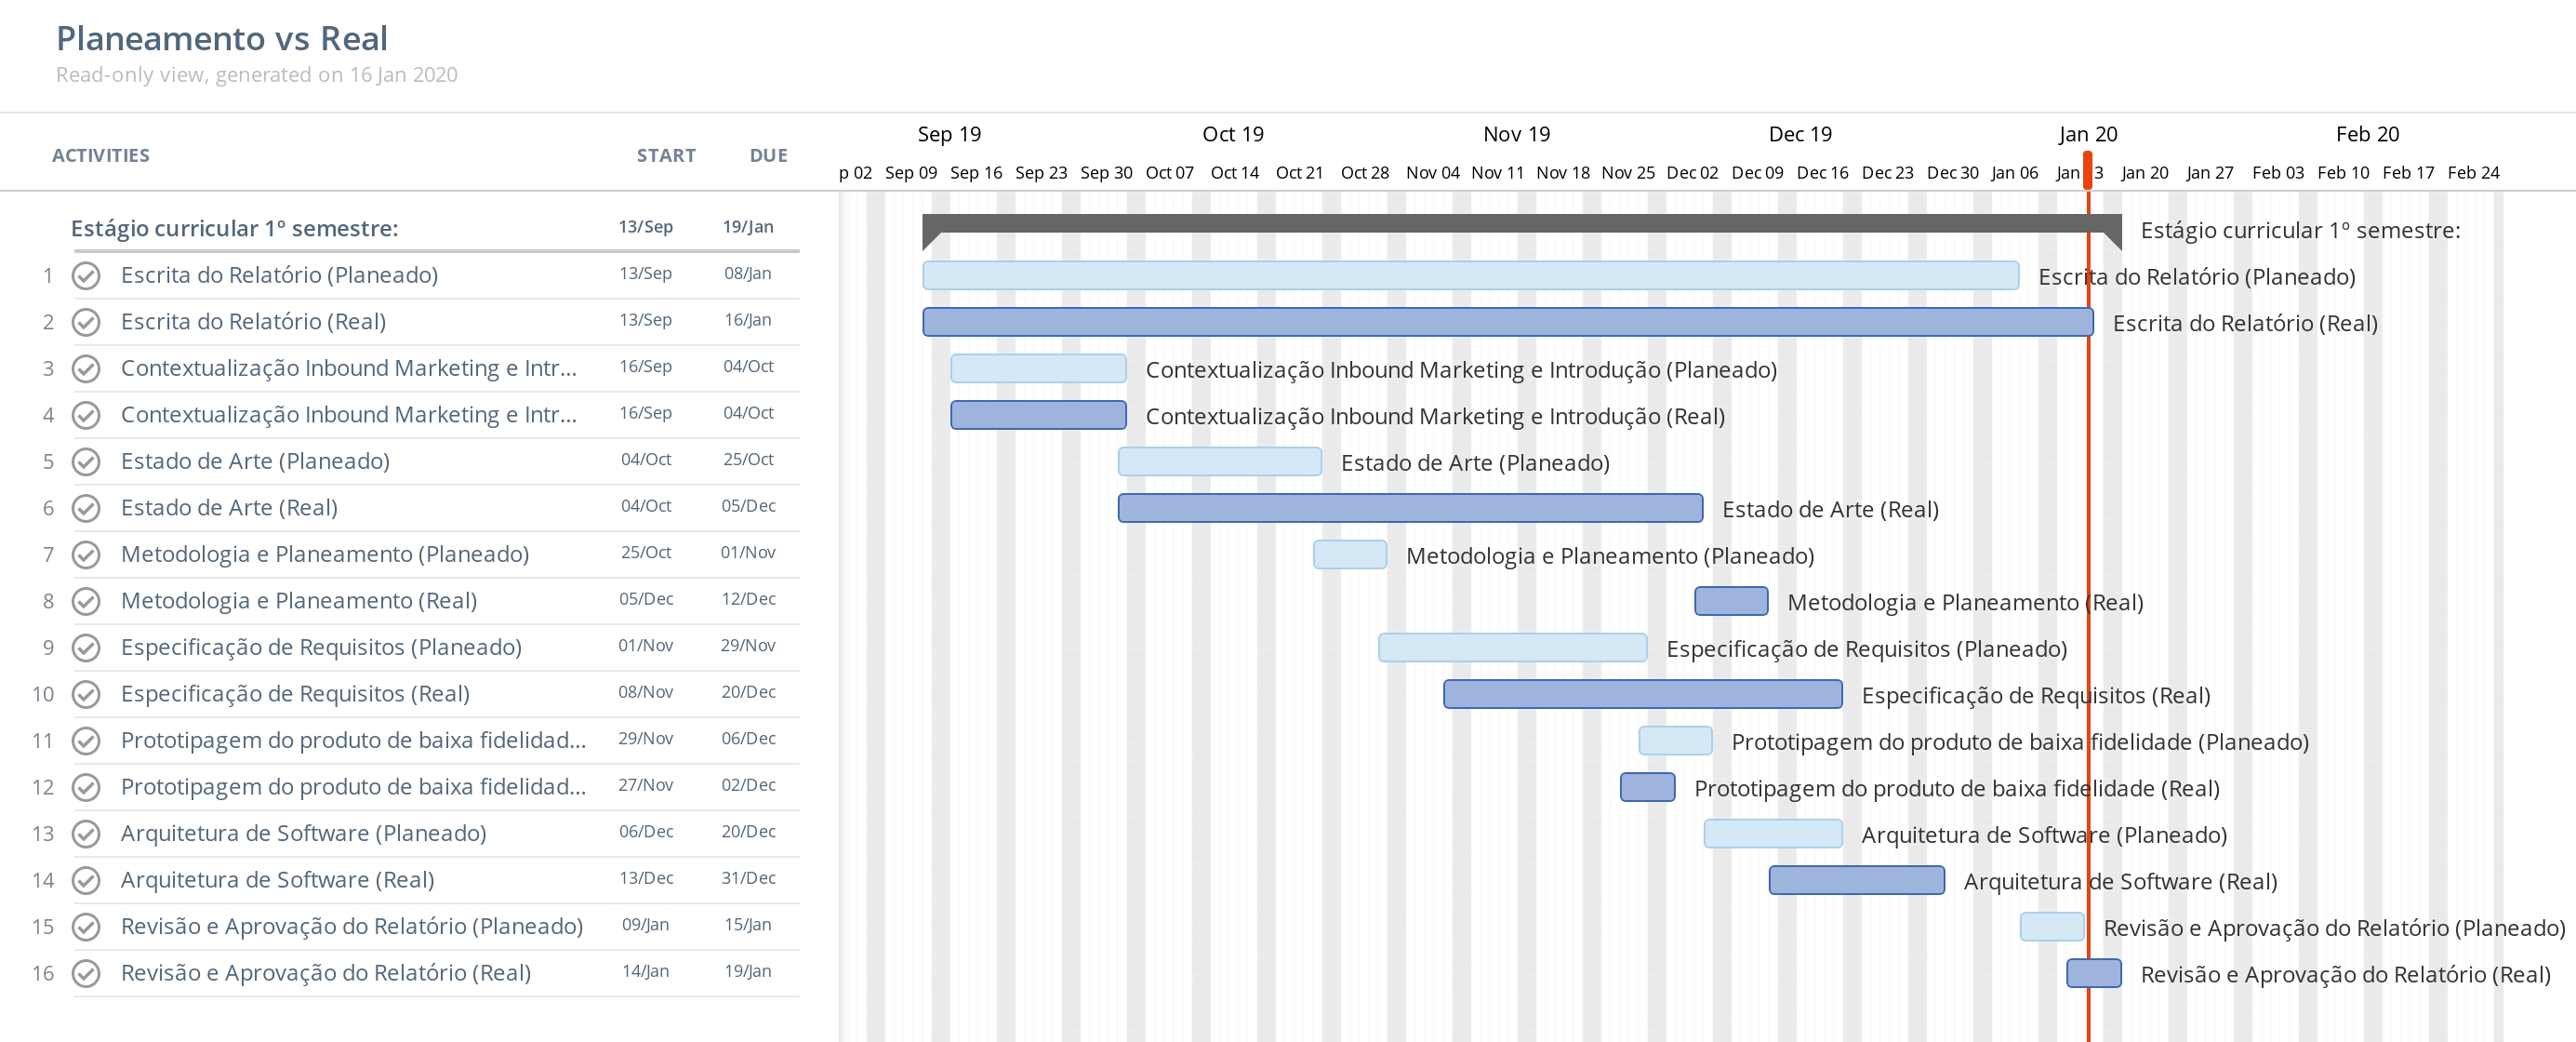 Planeamento vs Real
Read-only view, generated on 16 Jan 2020
ACTIVITIES START DUE
Sep 19 Oct 19 Nov 19 Dec 19 Jan 20 Feb 20
p 02 Sep 09 Sep 16 Sep 23 Sep 30 Oct 07 Oct 14 Oct 21 Oct 28 Nov 04 Nov 11 Nov 18 Nov 25 Dec 02 Dec 09 Dec 16 Dec 23 Dec 30 Jan 06 Jan 3 Jan 20 Jan 27 Feb 03 Feb 10 Feb 17 Feb 24
Estágio curricular 1º semestre: 13/Sep 19/Jan Estágio curricular 1º semestre:
1 Escrita do Relatório (Planeado) 13/Sep 08/Jan Escrita do Relatório (Planeado)
2 Escrita do Relatório (Real) 13/Sep 16/Jan Escrita do Relatório (Real)
3 Contextualização Inbound Marketing e Intr... 16/Sep 04/Oct Contextualização Inbound Marketing e Introdução (Planeado)
4 Contextualização Inbound Marketing e Intr... 16/Sep 04/Oct Contextualização Inbound Marketing e Introdução (Real)
5 Estado de Arte (Planeado) 04/Oct 25/Oct Estado de Arte (Planeado)
6 Estado de Arte (Real) 04/Oct 05/Dec Estado de Arte (Real)
7 Metodologia e Planeamento (Planeado) 25/Oct 01/Nov Metodologia e Planeamento (Planeado)
8 Metodologia e Planeamento (Real) 05/Dec 12/Dec Metodologia e Planeamento (Real)
9 Especificação de Requisitos (Planeado) 01/Nov 29/Nov Especificação de Requisitos (Planeado)
10 Especificação de Requisitos (Real) 08/Nov 20/Dec Especificação de Requisitos (Real)
11 Prototipagem do produto de baixa fidelidad... 29/Nov 06/Dec Prototipagem do produto de baixa fidelidade (Planeado)
12 Prototipagem do produto de baixa fidelidad... 27/Nov 02/Dec Prototipagem do produto de baixa fidelidade (Real)
13 Arquitetura de Software (Planeado) 06/Dec 20/Dec Arquitetura de Software (Planeado)
14 Arquitetura de Software (Real) 13/Dec 31/Dec Arquitetura de Software (Real)
15 Revisão e Aprovação do Relatório (Planeado) 09/Jan 15/Jan Revisão e Aprovação do Relatório (Planeado)
16 Revisão e Aprovação do Relatório (Real) 14/Jan 19/Jan Revisão e Aprovação do Relatório (Real)